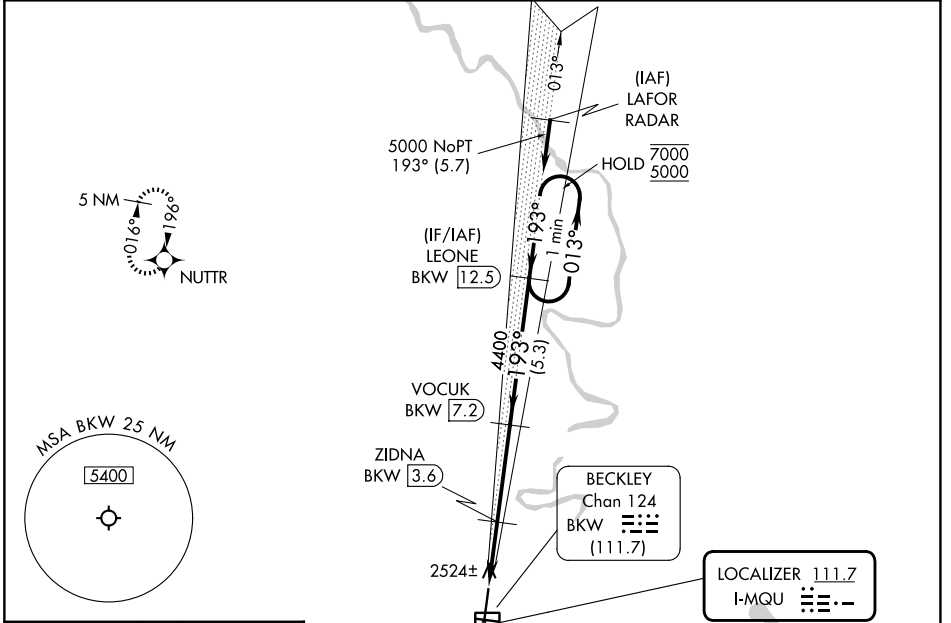 013°
(IAF)
LAFOR
RADAR
5000 NoPT
193° (5.7)
HOLD 7000
5000
5 NM
016°
196°
NUTTR
193°
1 min
013°
(IF/IAF)
LEONE
BKW 12.5
4400
193°
(5.3)
VOCUK
BKW 7.2
ZIDNA
BKW 3.6
MSA BKW 25 NM
5400
BECKLEY
Chan 124
BKW
(111.7)
2524±
LOCALIZER 111.7
I-MQU